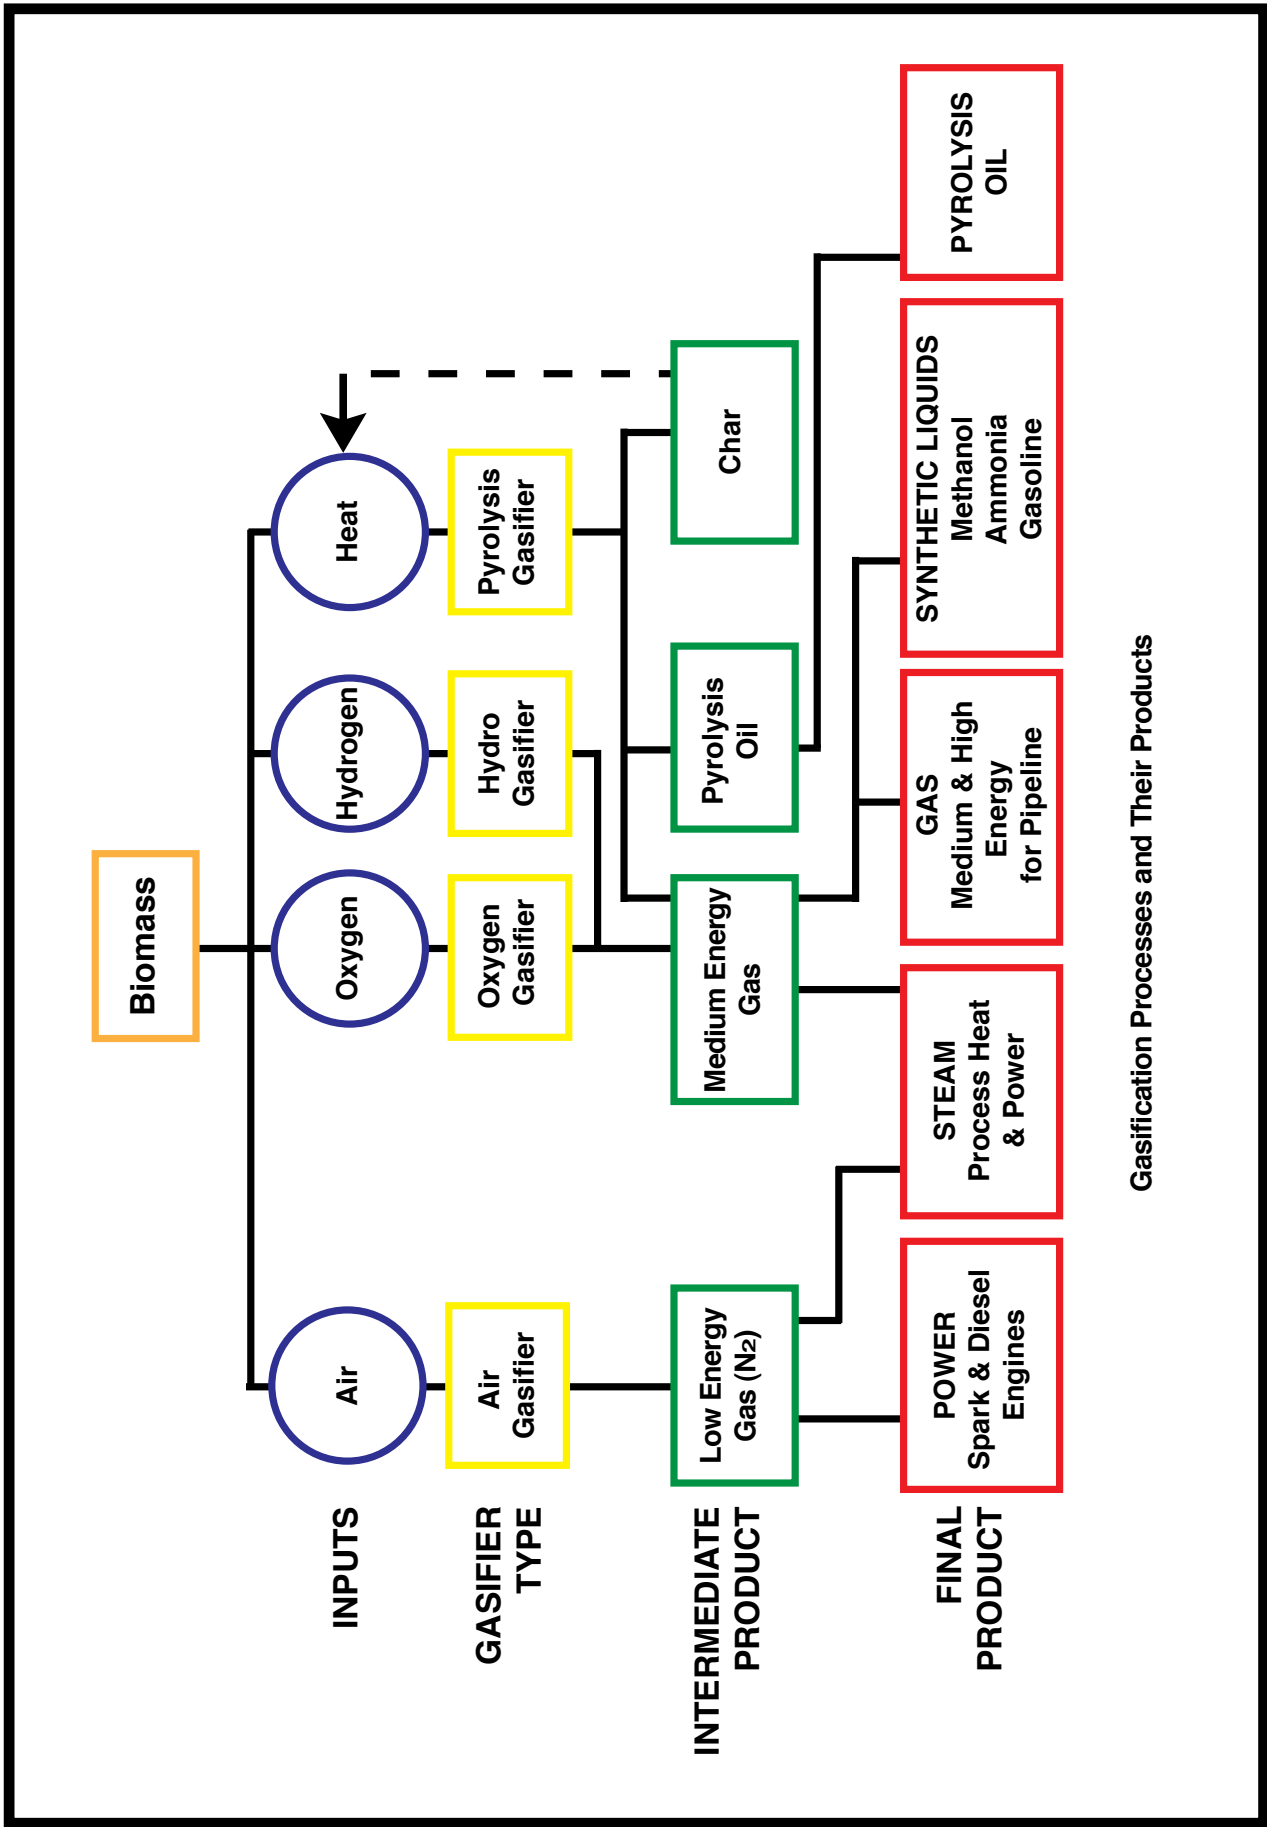 Biomass
INPUTS
Air
Oxygen
Hydrogen
Heat
GASIFIER
TYPE
Air
Gasifier
Oxygen
Gasifier
Hydro
Gasifier
Pyrolysis
Gasifier
INTERMEDIATE
PRODUCT
Low Energy
Gas (N2)
Medium Energy
Gas
Pyrolysis
Oil
Char
FINAL
PRODUCT
POWER
Spark & Diesel
Engines
STEAM
Process Heat
& Power
GAS
Medium & High
Energy
for Pipeline
SYNTHETIC LIQUIDS
Methanol
Ammonia
Gasoline
PYROLYSIS
OIL
Gasification Processes and Their Products